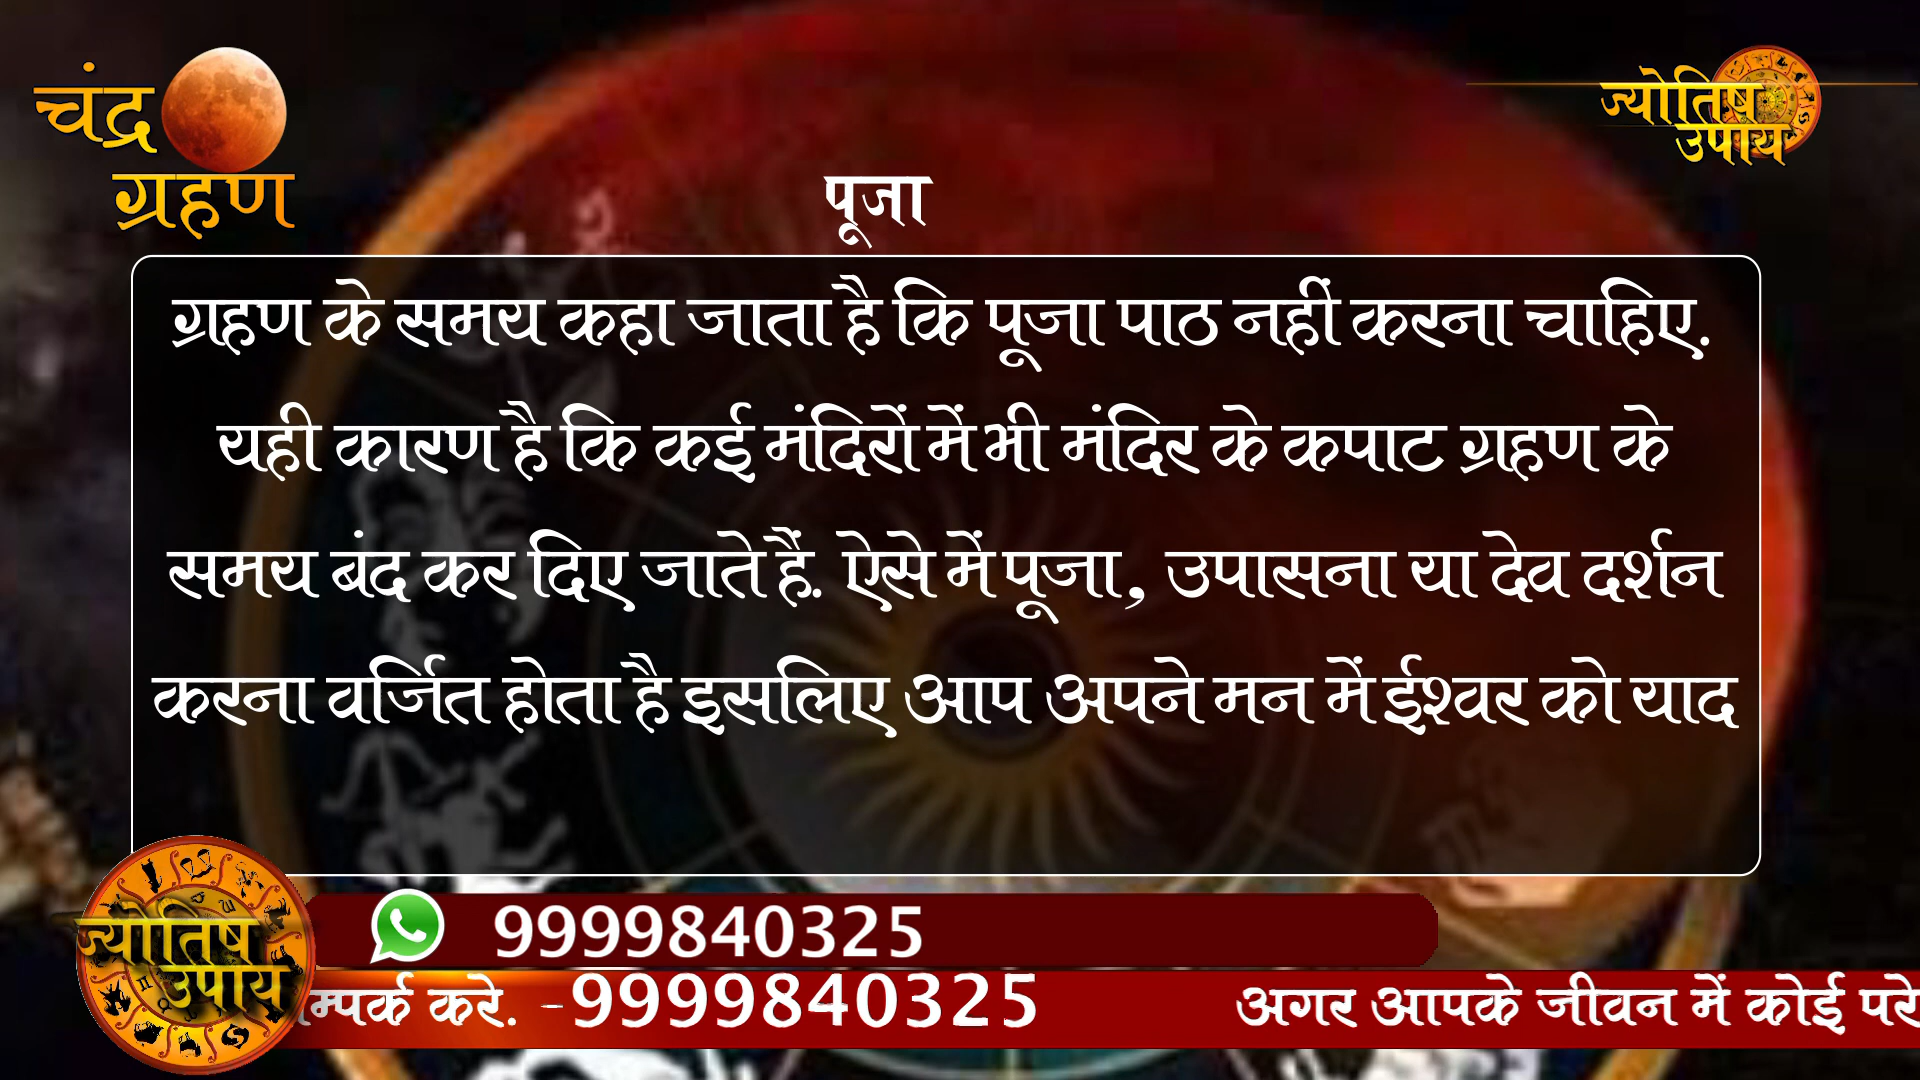 चंद्र
ग्रहण
ज्योतिष
उपाय
पूजा
ग्रहण के समय कहा जाता है कि पूजा पाठ नहीं करना चाहिए.
यही कारण है कि कई मंदिरों में भी मंदिर के कपाट ग्रहण के
समय बंद कर दिए जाते हैं. ऐसे में पूजा, उपासना या देव दर्शन
करना वर्जित होता है इसलिए आप अपने मन में ईश्वर को याद
9999840325
ज्योतिष
उपाय
म्पर्क करे. -9999840325 अगर आपके जीवन में कोई परे